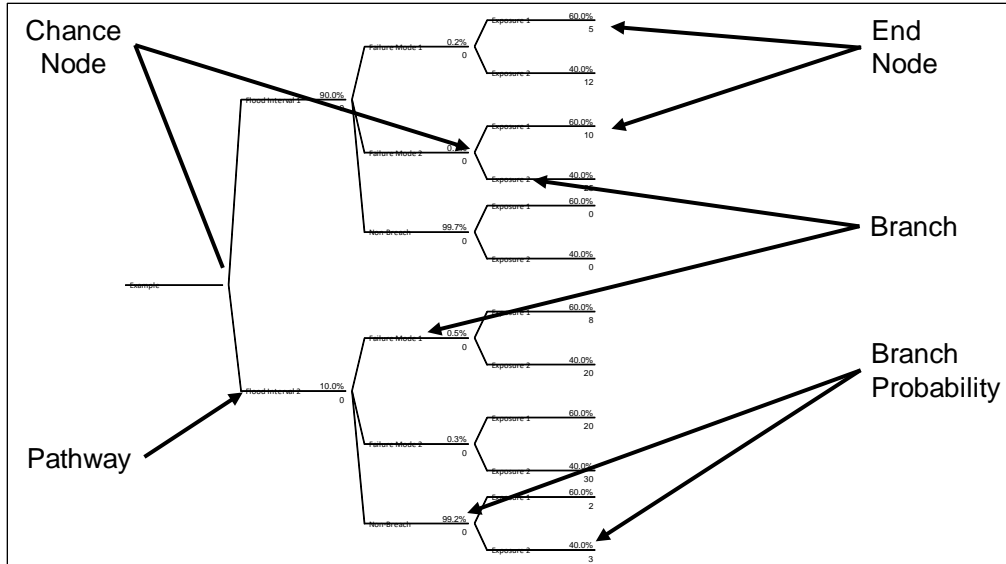 Chance
Node
End
Node
Branch
Branch
Probability
Pathway
Example
Flood Interval 1
90.0%
Failure Mode 1
0.2%
0
Exposure 1
60.0%
5
Exposure 2
40.0%
12
Failure Mode 2
0
Exposure 1
60.0%
10
Exposure 2
40.0%
Non Breach
99.7%
0
Exposure 1
60.0%
0
Exposure 2
40.0%
0
Flood Interval 2
10.0%
0
Failure Mode 1
0.5%
0
Exposure 1
60.0%
8
Exposure 2
40.0%
20
Failure Mode 2
0.3%
0
Exposure 1
60.0%
20
Exposure 2
40.0%
30
Non Breach
99.2%
0
Exposure 1
60.0%
2
Exposure 2
40.0%
3